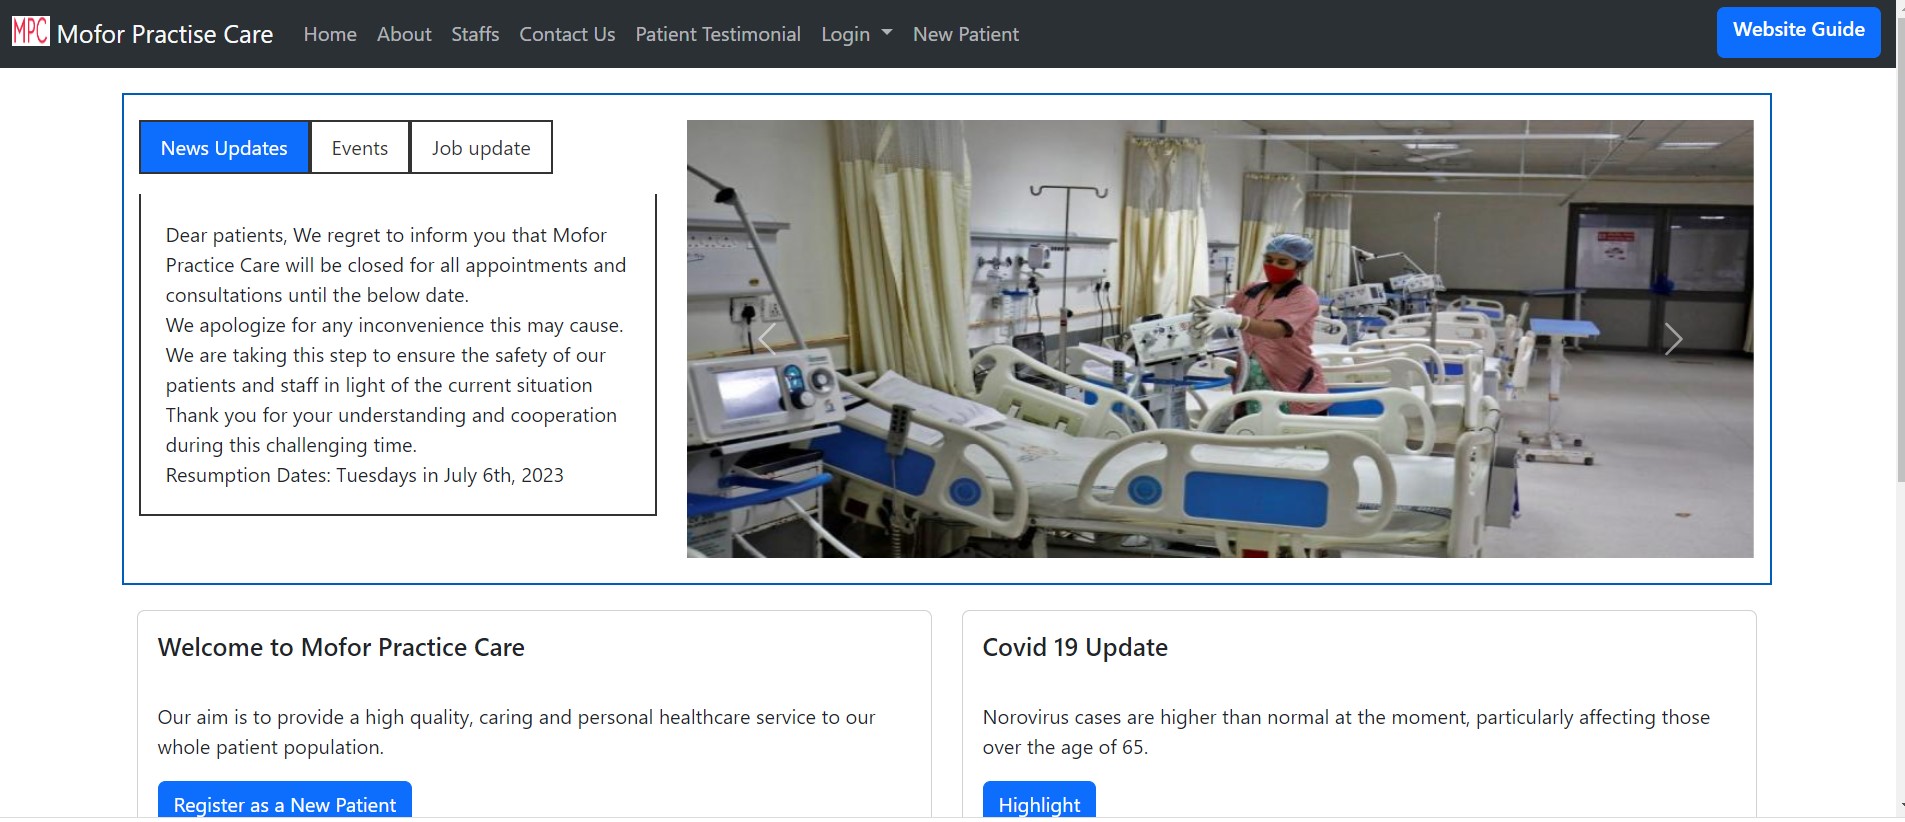 MPC Mofor Practise Care Home About Staffs Contact Us Patient Testimonial Login New Patient Website Guide
News Updates Events Job update
Dear patients, We regret to inform you that Mofor
Practice Care will be closed for all appointments and
consultations until the below date.
We apologize for any inconvenience this may cause.
We are taking this step to ensure the safety of our
patients and staff in light of the current situation
Thank you for your understanding and cooperation
during this challenging time.
Resumption Dates: Tuesdays in July 6th, 2023
Welcome to Mofor Practice Care
Our aim is to provide a high quality, caring and personal healthcare service to our
whole patient population.
Register as a New Patient
Covid 19 Update
Norovirus cases are higher than normal at the moment, particularly affecting those
over the age of 65.
Highlight